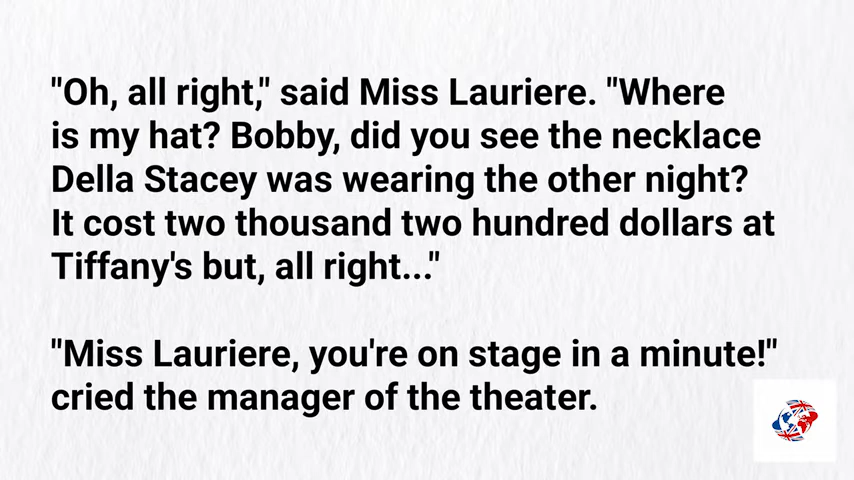 "Oh, all right," said Miss Lauriere. "Where
is my hat? Bobby, did you see the necklace
Della Stacey was wearing the other night?
It cost two thousand two hundred dollars at
Tiffany's but, all right..."
"Miss Lauriere, you're on stage in a minute!"
cried the manager of the theater.